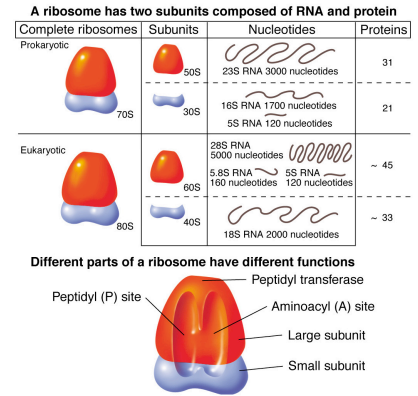 A ribosome has two subunits composed of RNA and protein
Complete ribosomes Subunits Nucleotides Proteins
Prokaryotic
70S
50S
23S RNA 3000 nucleotides
31
30S
16S RNA 1700 nucleotides
5S RNA 120 nucleotides
21
Eukaryotic
80S
60S
28S RNA
5000 nucleotides
5.8S RNA
160 nucleotides
5S RNA
120 nucleotides
~ 45
40S
18S RNA 2000 nucleotides
~ 33
Different parts of a ribosome have different functions
Peptidyl transferase
Peptidyl (P) site
Aminoacyl (A) site
Large subunit
Small subunit